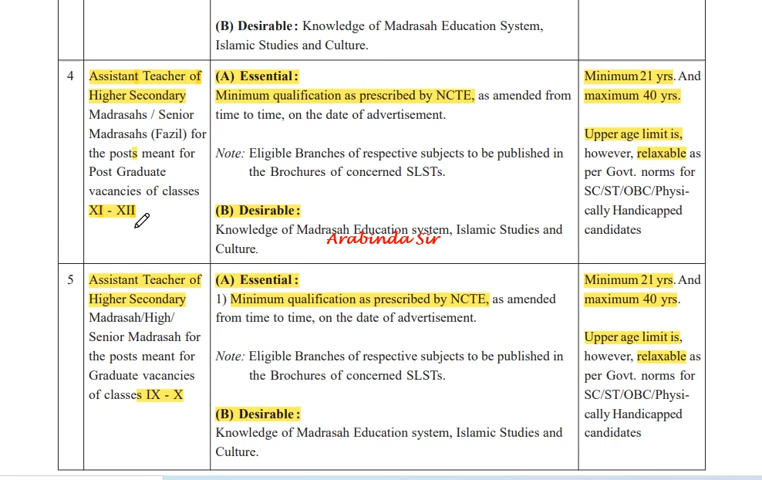 (B) Desirable : Knowledge of Madrasah Education System,
Islamic Studies and Culture.
4
Assistant Teacher of
Higher Secondary
Madrasahs / Senior
Madrasahs (Fazil) for
the posts meant for
Post Graduate
vacancies of classes
XI - XII
(A) Essential :
Minimum qualification as prescribed by NCTE, as amended from
time to time, on the date of advertisement.
Note: Eligible Branches of respective subjects to be published in
the Brochures of concerned SLSTs.
(B) Desirable :
Knowledge of Madrasah Education system, Islamic Studies and
Culture.
Arabinda Sir
Minimum 21 yrs. And
maximum 40 yrs.
Upper age limit is,
however, relaxable as
per Govt. norms for
SC/ST/OBC/Physi-
cally Handicapped
candidates
5
Assistant Teacher of
Higher Secondary
Madrasah/High/
Senior Madrasah for
the posts meant for
Graduate vacancies
of classes IX - X
(A) Essential :
1) Minimum qualification as prescribed by NCTE, as amended
from time to time, on the date of advertisement.
Note: Eligible Branches of respective subjects to be published in
the Brochures of concerned SLSTs.
(B) Desirable :
Knowledge of Madrasah Education system, Islamic Studies and
Culture.
Minimum 21 yrs. And
maximum 40 yrs.
Upper age limit is,
however, relaxable as
per Govt. norms for
SC/ST/OBC/Physi-
cally Handicapped
candidates